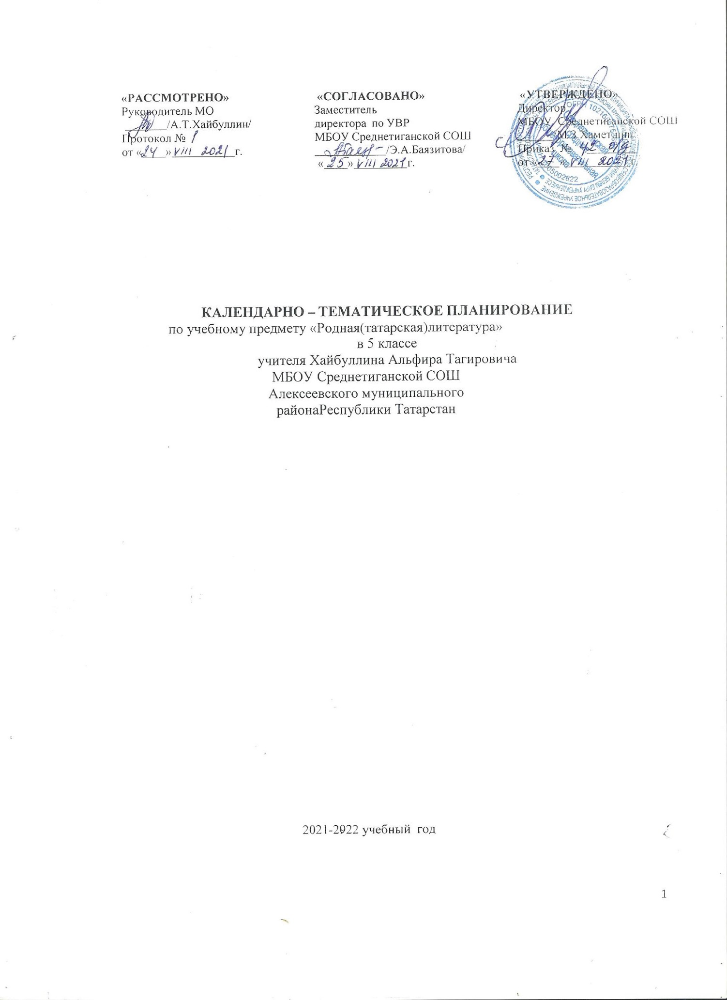 «РАССМОТРЕНО»
Руководитель МО
_______/А.Т.Хайбуллин/
Протокол № 1
от «24» VIII 2021 г.
«СОГЛАСОВАНО»
Заместитель
директора по УВР
МБОУ Среднетиганской СОШ
____________/Э.А.Баязитова/
«25» VIII 2021 г.
«УТВЕРЖДЕНО»
Директор
МБОУ Среднетиганской СОШ
М.З.Хаметшин
Приказ № 42 о/д
от «27» VIII 2021 г
КАЛЕНДАРНО – ТЕМАТИЧЕСКОЕ ПЛАНИРОВАНИЕ
по учебному предмету «Родная(татарская)литература»
в 5 классе
учителя Хайбуллина Альфира Тагировича
МБОУ Среднетиганской СОШ
Алексеевского муниципального
районаРеспублики Татарстан
2021-2022 учебный год
1